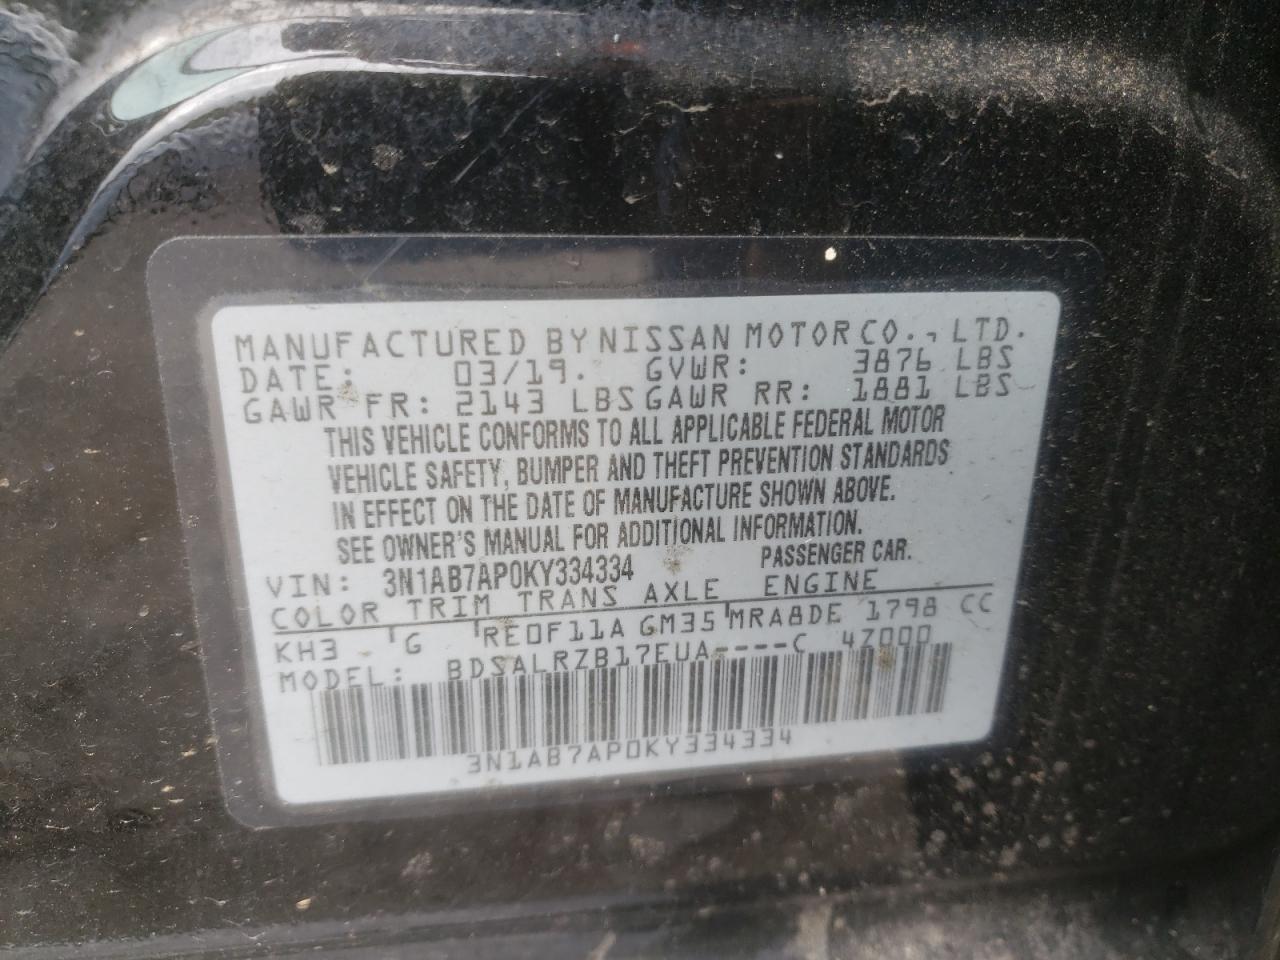 MANUFACTURED BY NISSAN MOTOR CO., LTD.
DATE: 03/19. GVWR: 3876 LBS
GAWR FR: 2143 LBS GAWR RR: 1881 LBS
THIS VEHICLE CONFORMS TO ALL APPLICABLE FEDERAL MOTOR
VEHICLE SAFETY, BUMPER AND THEFT PREVENTION STANDARDS
IN EFFECT ON THE DATE OF MANUFACTURE SHOWN ABOVE.
SEE OWNER'S MANUAL FOR ADDITIONAL INFORMATION.
VIN: 3N1AB7AP0KY334334 PASSENGER CAR.
COLOR TRIM TRANS AXLE ENGINE
KH3 G RE0F11A GM35 MRA8DE 1798 CC
MODEL: BDSALRZB17EUA----C 4Z000
3N1AB7AP0KY334334